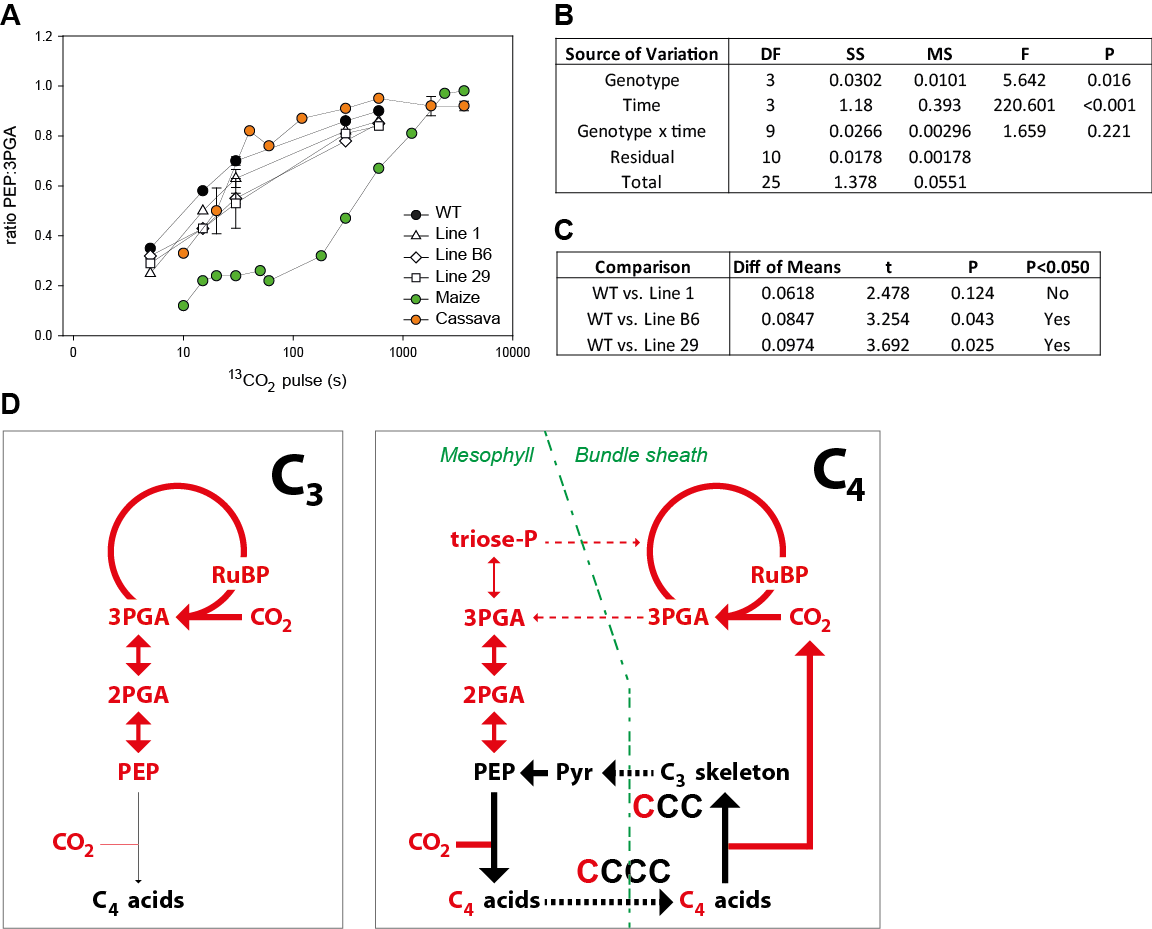 A
1.2
1.0
0.8
0.6
0.4
0.2
0.0
ratio PEP:3PGA
0 10 100 1000 10000
13CO2 pulse (s)
WT
Line 1
Line B6
Line 29
Maize
Cassava
B
Source of Variation DF SS MS F P
Genotype 3 0.0302 0.0101 5.642 0.016
Time 3 1.18 0.393 220.601 <0.001
Genotype x time 9 0.0266 0.00296 1.659 0.221
Residual 10 0.0178 0.00178
Total 25 1.378 0.0551
C
Comparison Diff of Means t P P<0.050
WT vs. Line 1 0.0618 2.478 0.124 No
WT vs. Line B6 0.0847 3.254 0.043 Yes
WT vs. Line 29 0.0974 3.692 0.025 Yes
D
C3
RuBP
3PGA CO2
2PGA
PEP
CO2
C4 acids
Mesophyll Bundle sheath
C4
triose-P
RuBP
3PGA 3PGA CO2
2PGA
PEP Pyr C3 skeleton
CCC
CO2
CCCC
C4 acids C4 acids